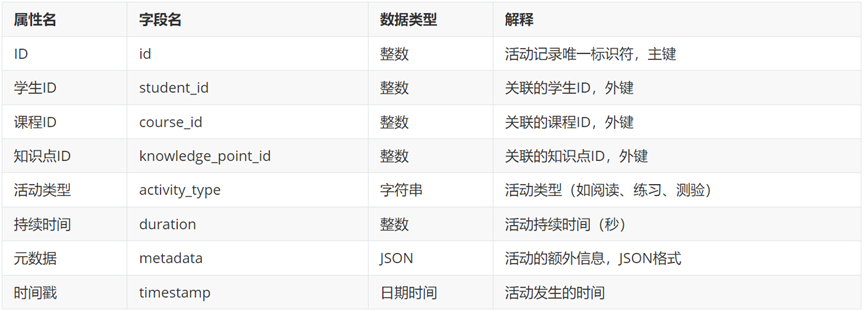 属性名 字段名 数据类型 解释
ID id 整数 活动记录唯一标识符，主键
学生ID student_id 整数 关联的学生ID，外键
课程ID course_id 整数 关联的课程ID，外键
知识点ID knowledge_point_id 整数 关联的知识点ID，外键
活动类型 activity_type 字符串 活动类型（如阅读、练习、测验）
持续时间 duration 整数 活动持续时间（秒）
元数据 metadata JSON 活动的额外信息，JSON格式
时间戳 timestamp 日期时间 活动发生的时间